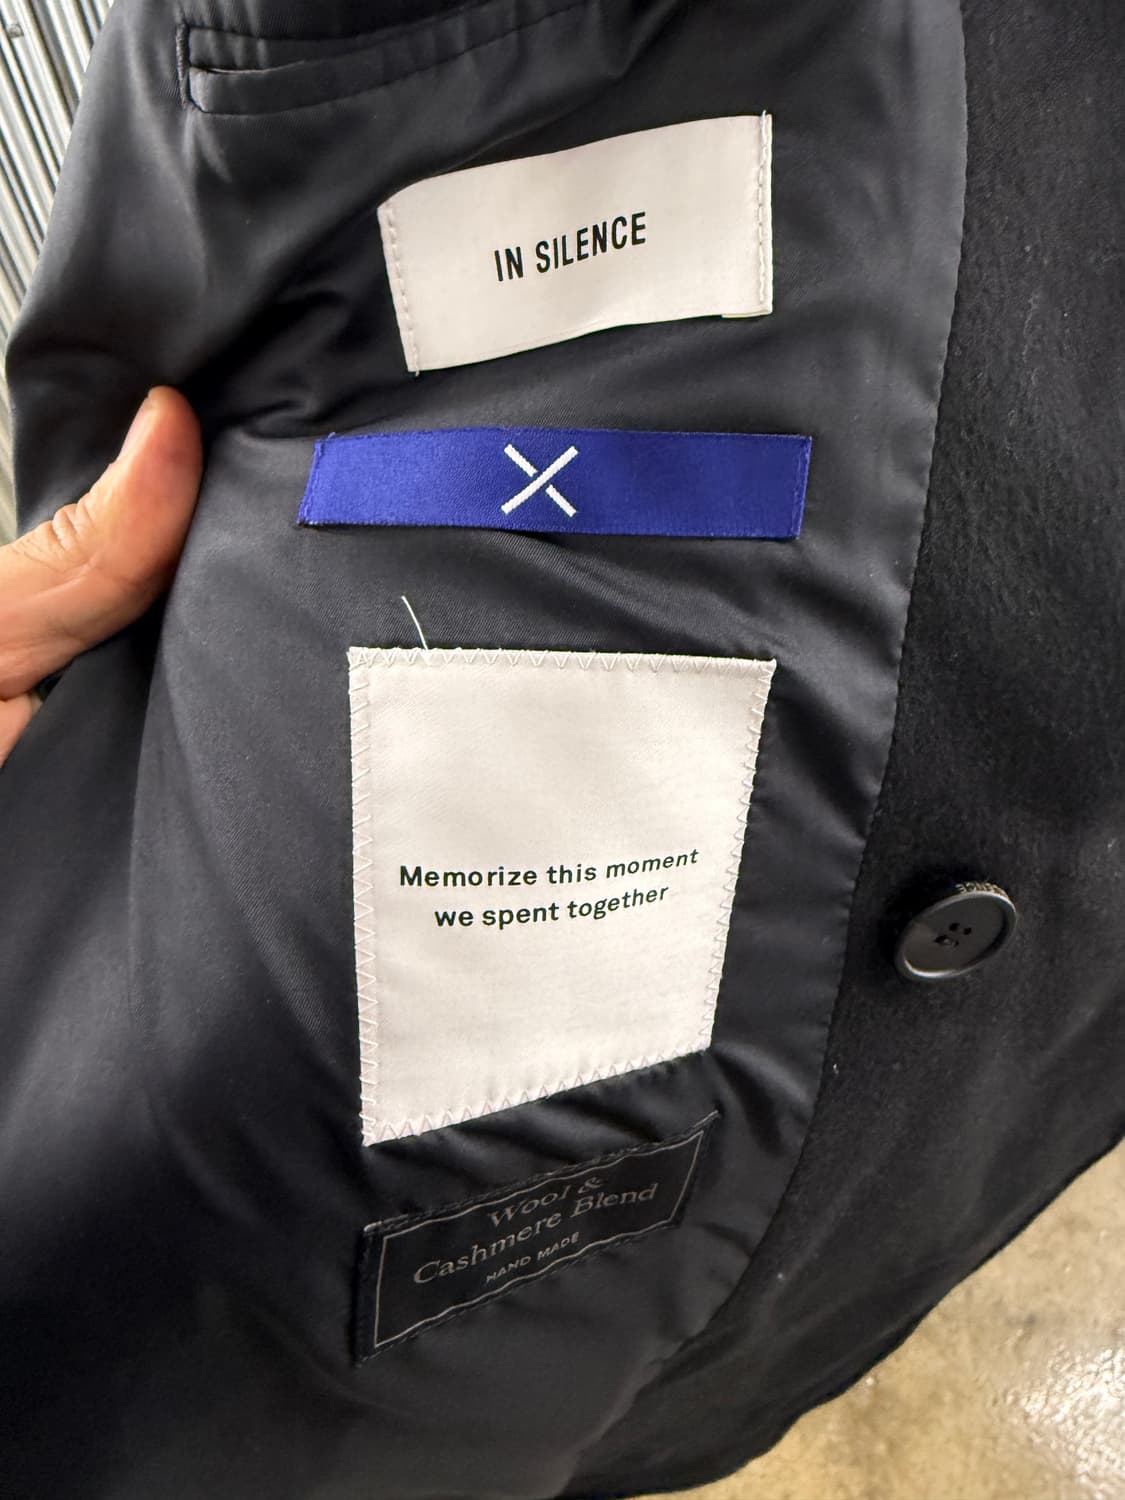 IN SILENCE
Memorize this moment
we spent together
Wool &
Cashmere Blend
HAND MADE